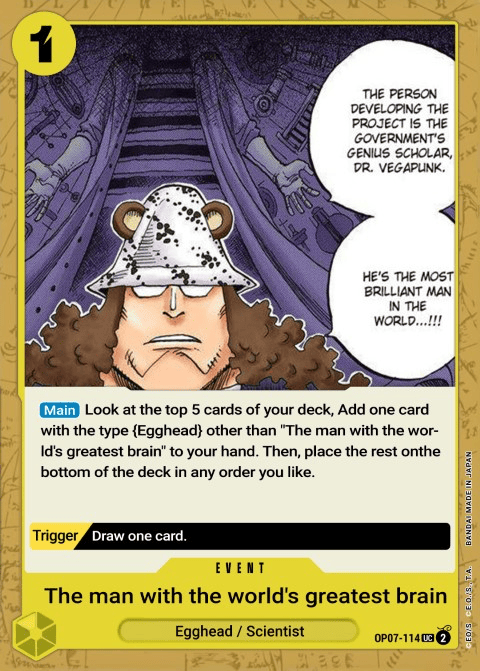 1
THE PERSON
DEVELOPING THE
PROJECT IS THE
GOVERNMENT'S
GENIUS SCHOLAR,
DR. VEGAPUNK.
HE'S THE MOST
BRILLIANT MAN
IN THE
WORLD...!!!
Main Look at the top 5 cards of your deck, Add one card
with the type {Egghead} other than "The man with the wor-
ld's greatest brain" to your hand. Then, place the rest onthe
bottom of the deck in any order you like.
Trigger Draw one card.
EVENT
The man with the world's greatest brain
Egghead / Scientist
OP07-114 UC 2
©E.O./S. ©E.O./S., T.A. BANDAI MADE IN JAPAN